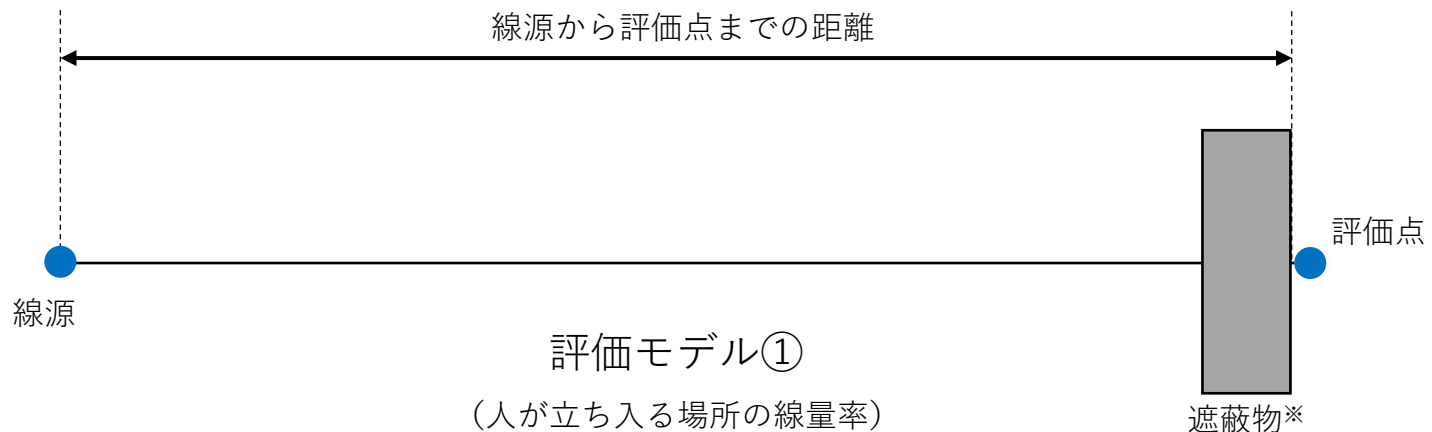 線源から評価点までの距離
評価点
線源
評価モデル①
（人が立ち入る場所の線量率）
遮蔽物※